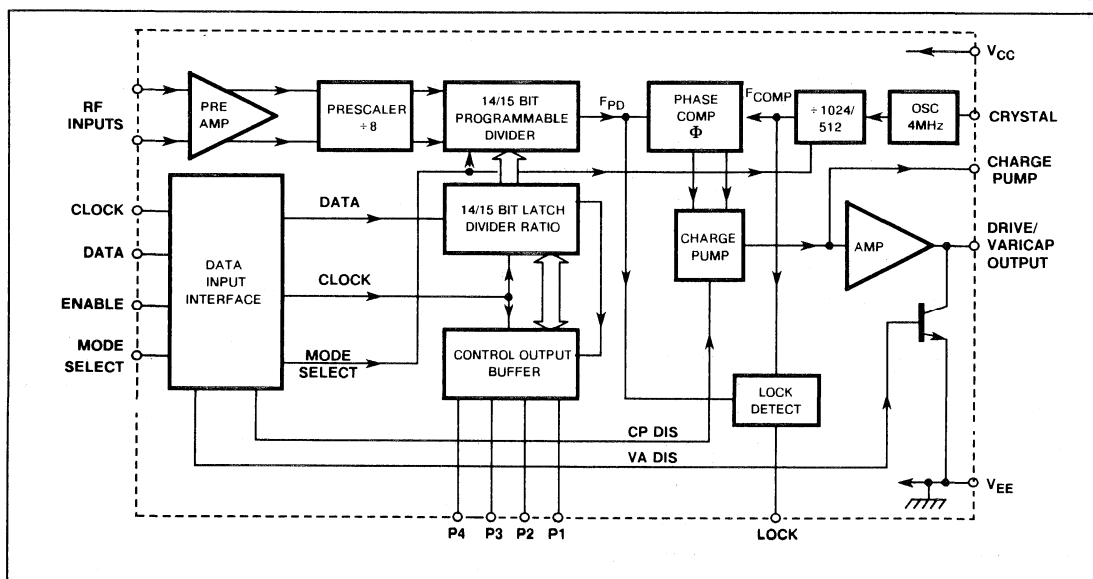 V_CC
RF
INPUTS
PRE
AMP
PRESCALER
÷8
14/15 BIT
PROGRAMMABLE
DIVIDER
F_PD
PHASE
COMP
Φ
F_COMP
÷1024/
512
OSC
4MHz
CRYSTAL
CHARGE
PUMP
CLOCK
DATA
ENABLE
MODE
SELECT
DATA
INPUT
INTERFACE
DATA
14/15 BIT LATCH
DIVIDER RATIO
CHARGE
PUMP
AMP
DRIVE/
VARICAP
OUTPUT
CLOCK
MODE
SELECT
CONTROL OUTPUT
BUFFER
LOCK
DETECT
CP DIS
VA DIS
V_EE
P4 P3 P2 P1
LOCK